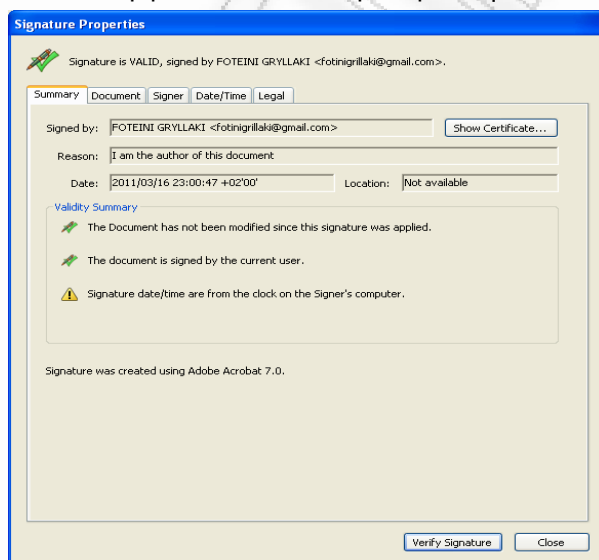 Signature Properties
Signature is VALID, signed by FOTEINI GRYLLAKI <fotinigrillaki@gmail.com>.
Summary Document Signer Date/Time Legal
Signed by: FOTEINI GRYLLAKI <fotinigrillaki@gmail.com> Show Certificate...
Reason: I am the author of this document
Date: 2011/03/16 23:00:47 +02'00' Location: Not available
Validity Summary
The Document has not been modified since this signature was applied.
The document is signed by the current user.
Signature date/time are from the clock on the Signer's computer.
Signature was created using Adobe Acrobat 7.0.
Verify Signature Close